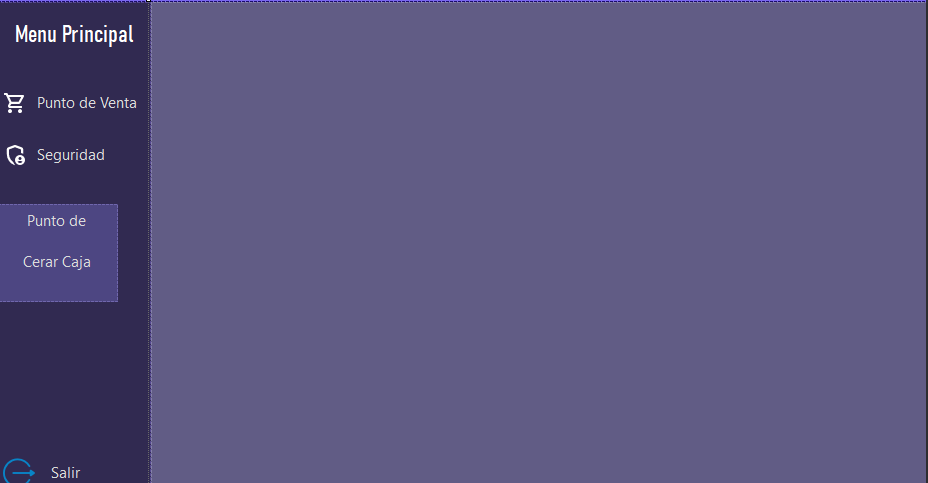 Menu Principal
Punto de Venta
Seguridad
Punto de
Cerar Caja
Salir